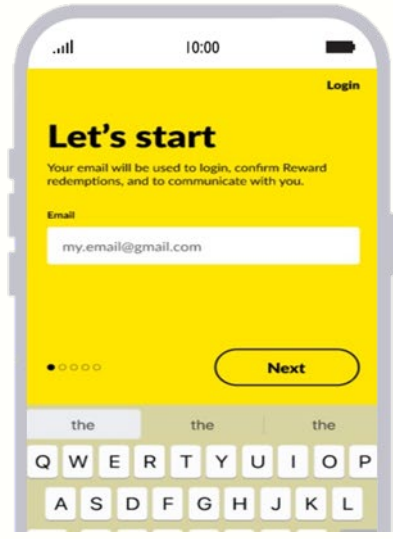 10:00
Login
Let's start
Your email will be used to login, confirm Reward
redemptions, and to communicate with you.
Email
my.email@gmail.com
Next
the the the
Q W E R T Y U I O P
A S D F G H J K L